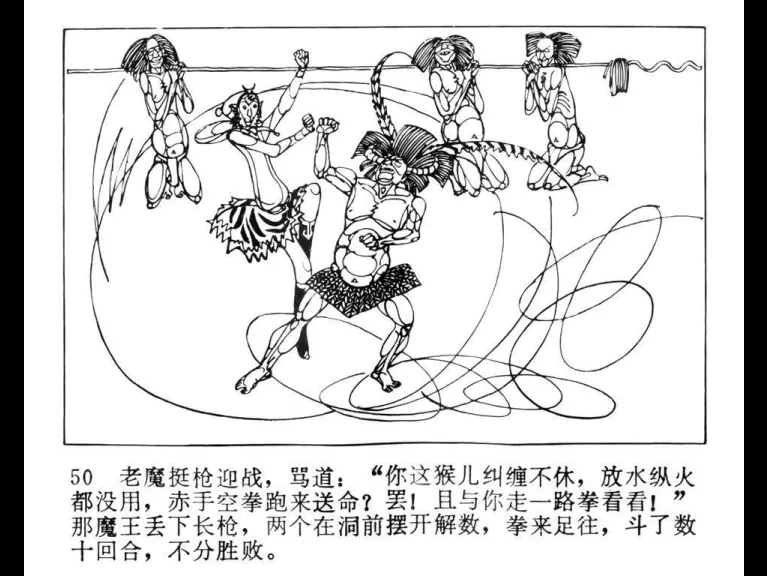 50 老魔挺枪迎战，骂道：“你这猴儿纠缠不休，放水纵火
都没用，赤手空拳跑来送命？罢！且与你走一路拳看看！”
那魔王丢下长枪，两个在洞前摆开解数，拳来足往，斗了数
十回合，不分胜败。